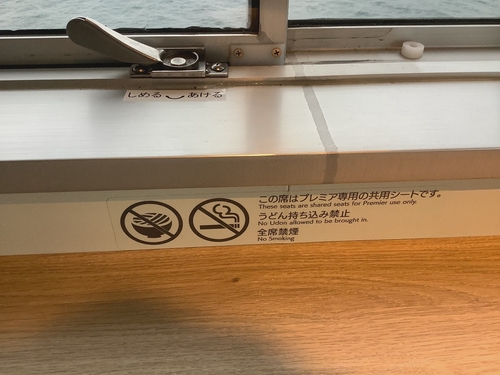 しめる あける
この席はプレミア専用の共用シートです。
These seats are shared seats for Premier use only.
うどん持ち込み禁止
No Udon allowed to be brought in.
全席禁煙
No Smoking